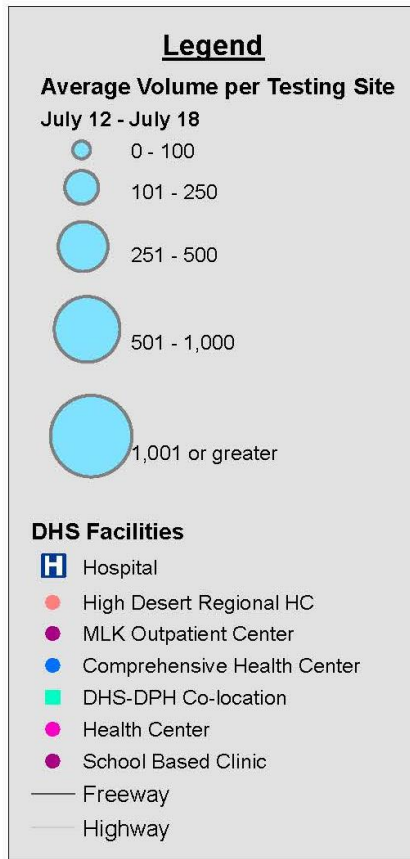 Legend
Average Volume per Testing Site
July 12 - July 18
0 - 100
101 - 250
251 - 500
501 - 1,000
1,001 or greater
DHS Facilities
H Hospital
High Desert Regional HC
MLK Outpatient Center
Comprehensive Health Center
DHS-DPH Co-location
Health Center
School Based Clinic
Freeway
Highway